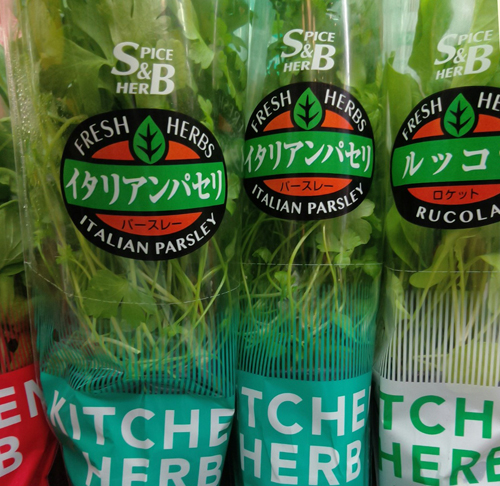 SPICE
S&B
HERB
FRESH HERBS
イタリアンパセリ
パースレー
ITALIAN PARSLEY
KITCHE
HERB
SPICE
S&B
HERB
FRESH HERBS
イタリアンパセリ
パースレー
ITALIAN PARSLEY
TCHE
HERB
SPICE
S&B
HERB
FRESH HERBS
ルッコ
ロケット
RUCOLA
TCHE
HERB
EN
B